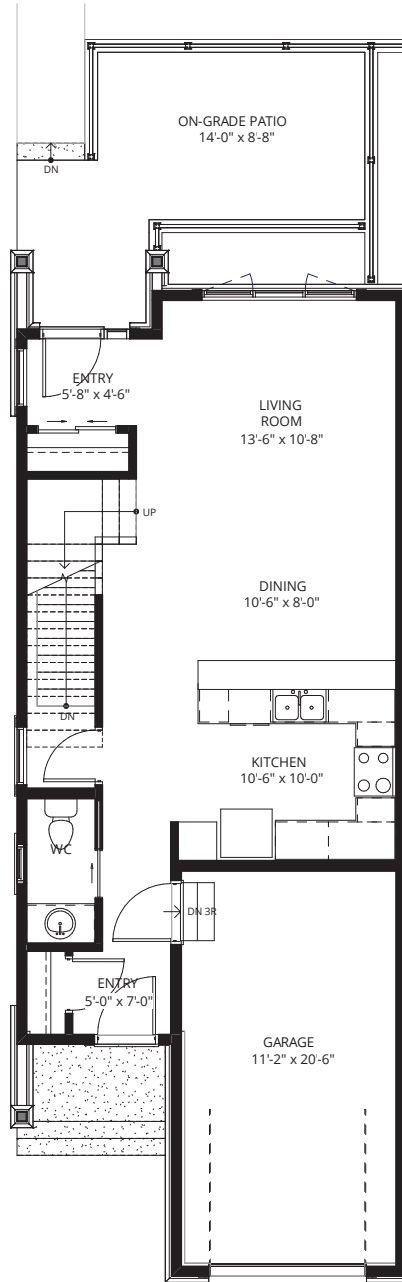 ON-GRADE PATIO
14'-0" x 8'-8"
DN
ENTRY
5'-8" x 4'-6"
LIVING
ROOM
13'-6" x 10'-8"
UP
DINING
10'-6" x 8'-0"
DN
KITCHEN
10'-6" x 10'-0"
WC
DN 3R
ENTRY
5'-0" x 7'-0"
GARAGE
11'-2" x 20'-6"